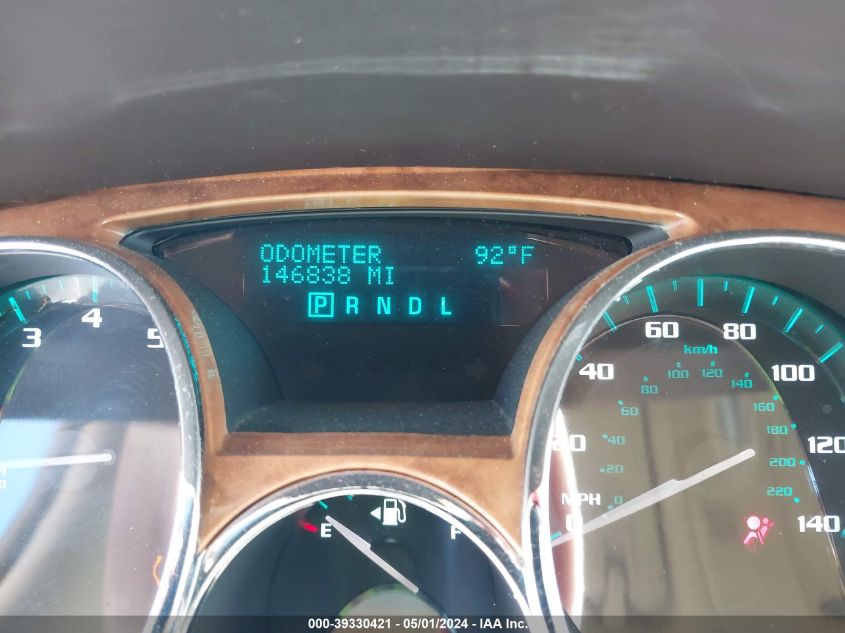 ODOMETER 92°F
146838 MI
P R N D L
3 4 5
40 60 80 100 120 140
km/h
0 20 40 60 80 100 120 140 160 180 200 220
MPH
0
E F
000-39330421 - 05/01/2024 - IAA Inc.